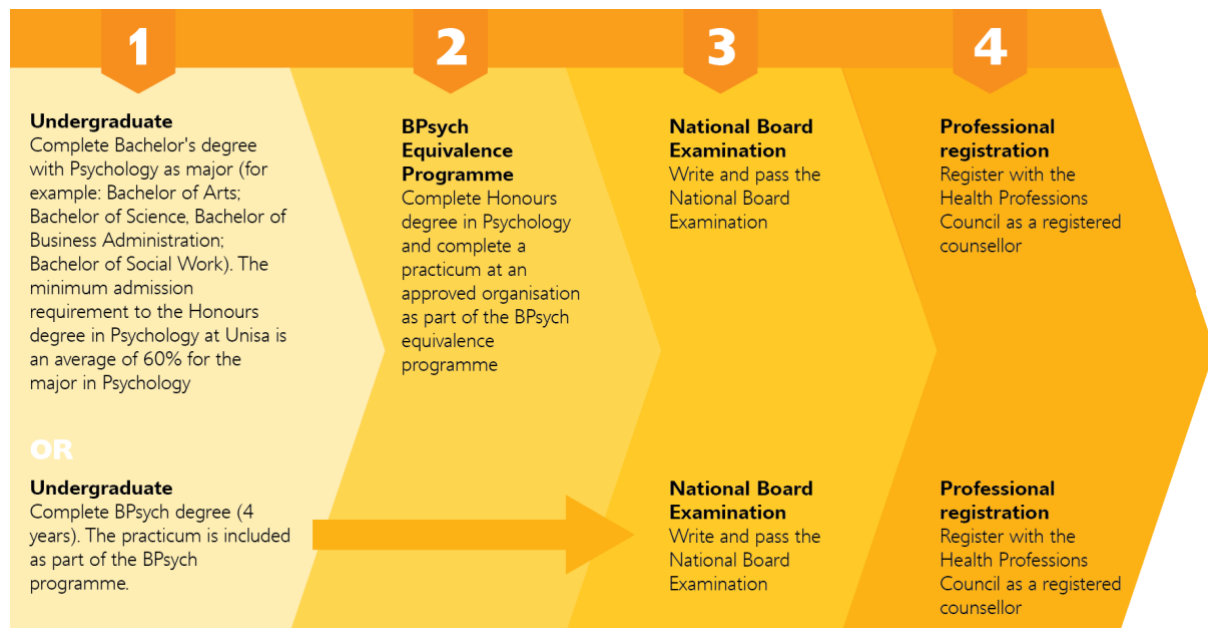 1
Undergraduate
Complete Bachelor's degree
with Psychology as major (for
example: Bachelor of Arts;
Bachelor of Science, Bachelor of
Business Administration;
Bachelor of Social Work). The
minimum admission
requirement to the Honours
degree in Psychology at Unisa is
an average of 60% for the
major in Psychology
OR
Undergraduate
Complete BPsych degree (4
years). The practicum is included
as part of the BPsych
programme.
2
BPsych
Equivalence
Programme
Complete Honours
degree in Psychology
and complete a
practicum at an
approved organisation
as part of the BPsych
equivalence
programme
3
National Board
Examination
Write and pass the
National Board
Examination
National Board
Examination
Write and pass the
National Board
Examination
4
Professional
registration
Register with the
Health Professions
Council as a registered
counsellor
Professional
registration
Register with the
Health Professions
Council as a registered
counsellor